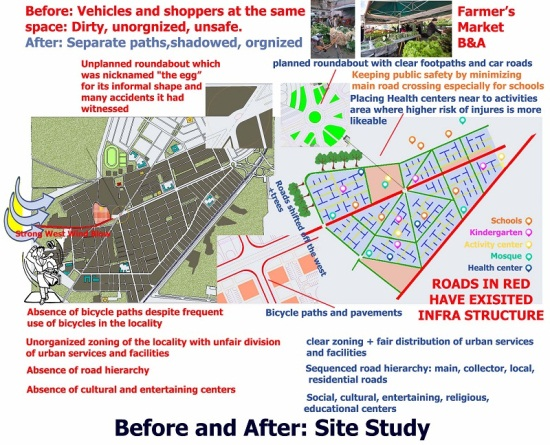 Before: Vehicles and shoppers at the same
space: Dirty, unorgnized, unsafe.
After: Separate paths,shadowed, orgnized
Farmer's
Market
B&A
Unplanned roundabout which
was nicknamed "the egg"
for its informal shape and
many accidents it had
witnessed
planned roundabout with clear footpaths and car roads
Keeping public safety by minimizing
main road crossing especially for schools
Placing Health centers near to activities
area where higher risk of injures is more
likeable
Roads shifted off the west
+trees
Schools
Kindergarten
Activity center
Mosque
Health center
ROADS IN RED
HAVE EXISITED
INFRA STRUCTURE
Absence of bicycle paths despite frequent
use of bicycles in the locality
Unorganized zoning of the locality with unfair division
of urban services and facilities
Absence of road hierarchy
Absence of cultural and entertaining centers
Bicycle paths and pavements
clear zoning + fair distribution of urban services
and facilities
Sequenced road hierarchy: main, collector, local,
residential roads
Social, cultural, entertaining, religious,
educational centers
Before and After: Site Study